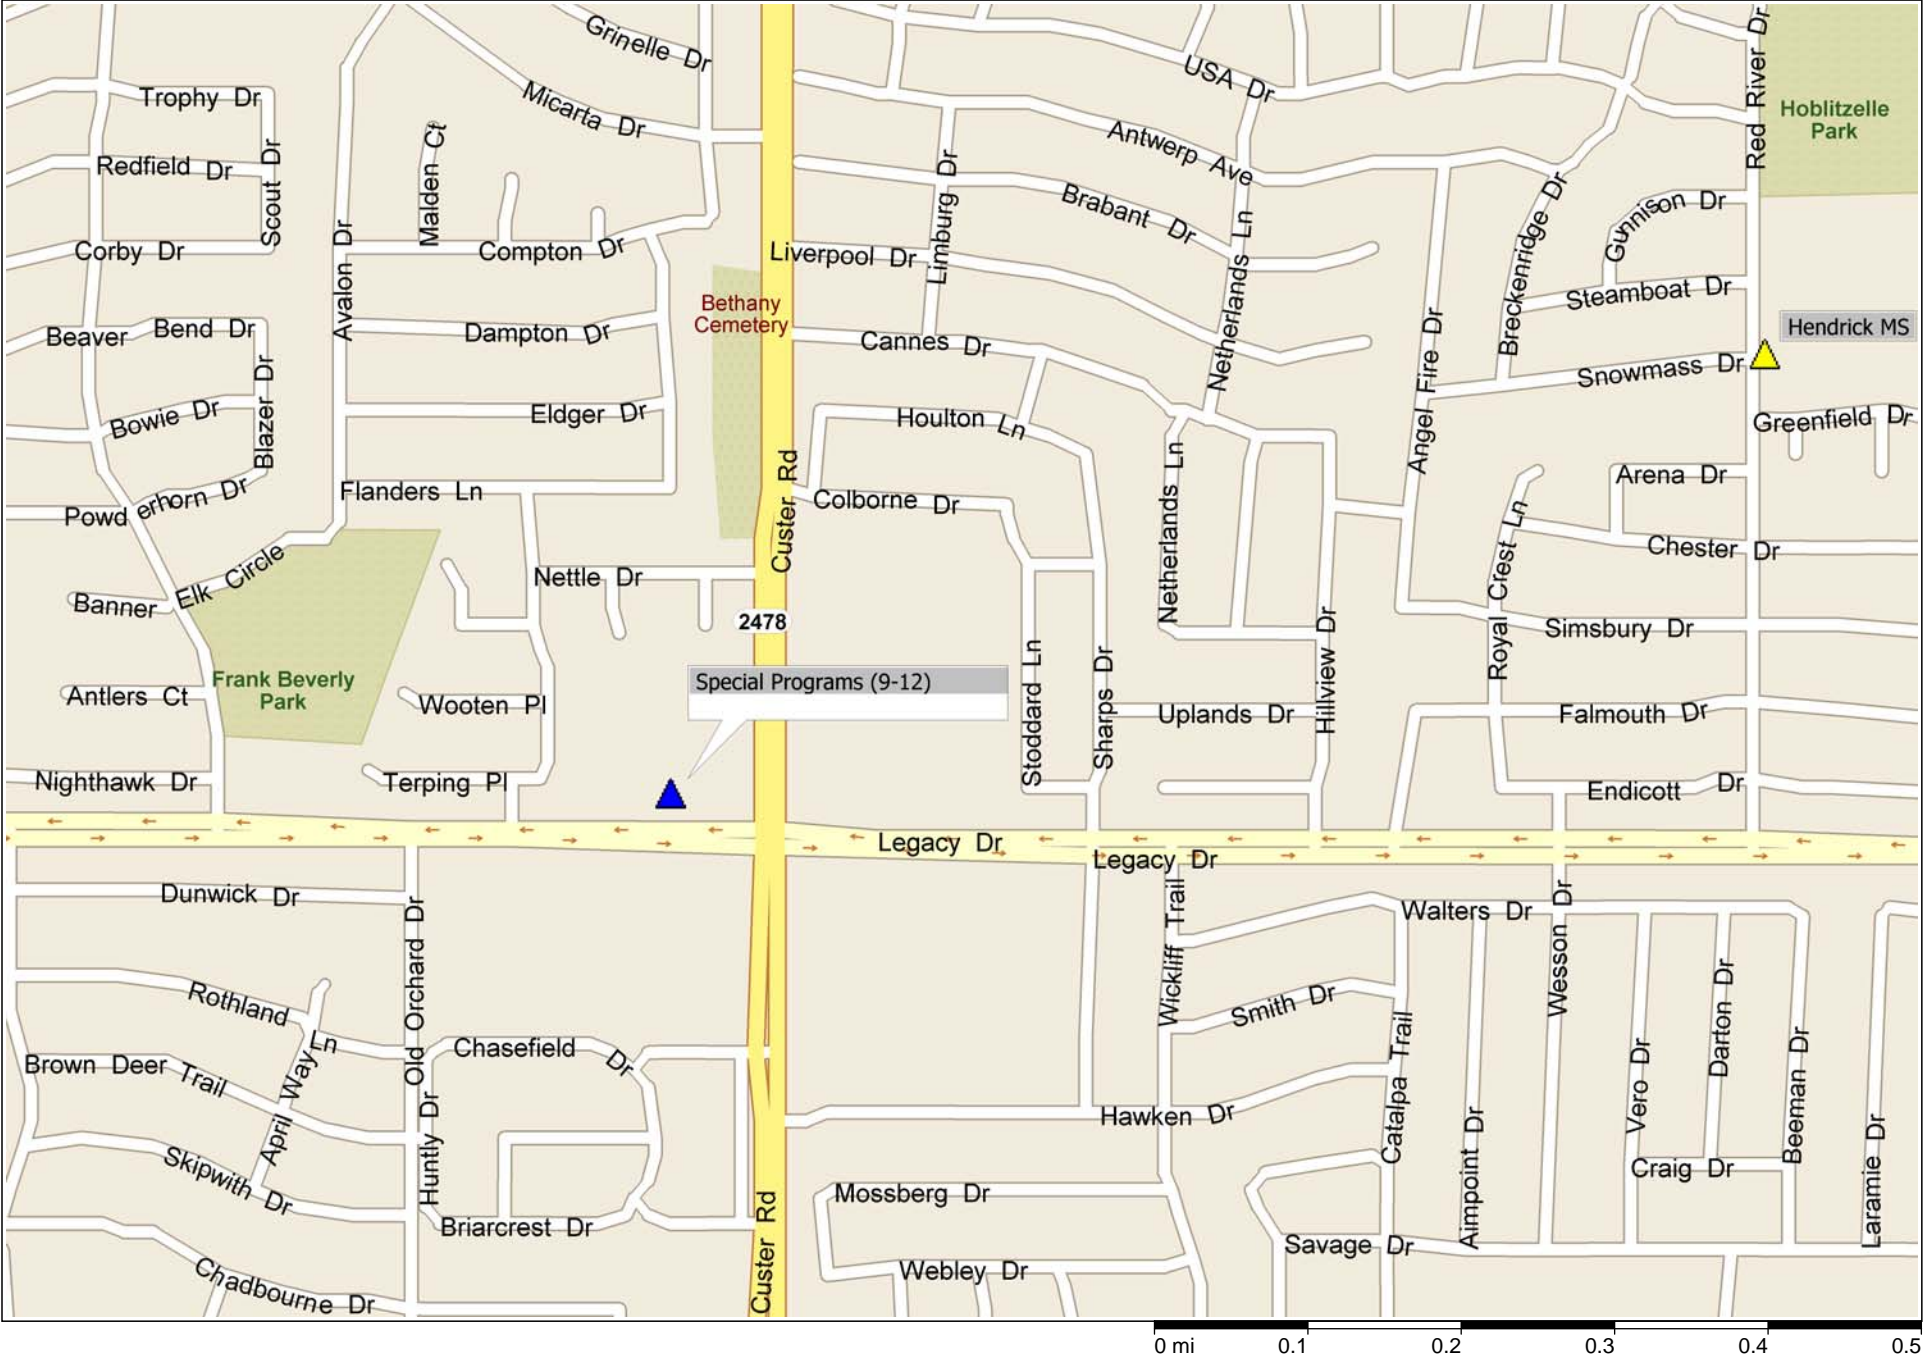 Grinelle Dr
Red River Dr
USA Dr
Trophy Dr
Micarta Dr
Hoblitzelle
Park
Antwerp Ave
Malden Ct
Redfield Dr
Scout Dr
Limburg Dr
Brabant Dr
Breckenridge Dr
Gunnison Dr
Corby Dr
Avalon Dr
Compton Dr
Liverpool Dr
Netherlands Ln
Steamboat Dr
Bethany
Cemetery
Beaver Bend Dr
Dampton Dr
Cannes Dr
Angel Fire Dr
Hendrick MS
Snowmass Dr
Blazer Dr
Bowie Dr
Eldger Dr
Houlton Ln
Greenfield Dr
Powderhorn Dr
Flanders Ln
Custer Rd
Colborne Dr
Netherlands Ln
Arena Dr
Royal Crest Ln
Chester Dr
Banner Elk Circle
Nettle Dr
2478
Simsbury Dr
Hillview Dr
Stoddard Ln
Sharps Dr
Antlers Ct
Frank Beverly
Park
Wooten Pl
Special Programs (9-12)
Uplands Dr
Falmouth Dr
Nighthawk Dr
Terping Pl
Endicott Dr
Legacy Dr
Legacy Dr
Dunwick Dr
Old Orchard Dr
Wickliff Trail
Walters Dr
Wesson Dr
Rothland Ln
Smith Dr
Catalpa Trail
Darton Dr
Brown Deer Trail
April Way
Chasefield Dr
Vero Dr
Beeman Dr
Huntly Dr
Hawken Dr
Aimpoint Dr
Laramie Dr
Skipwith Dr
Craig Dr
Mossberg Dr
Briarcrest Dr
Custer Rd
Savage Dr
Webley Dr
Chadbourne Dr
0 mi 0.1 0.2 0.3 0.4 0.5